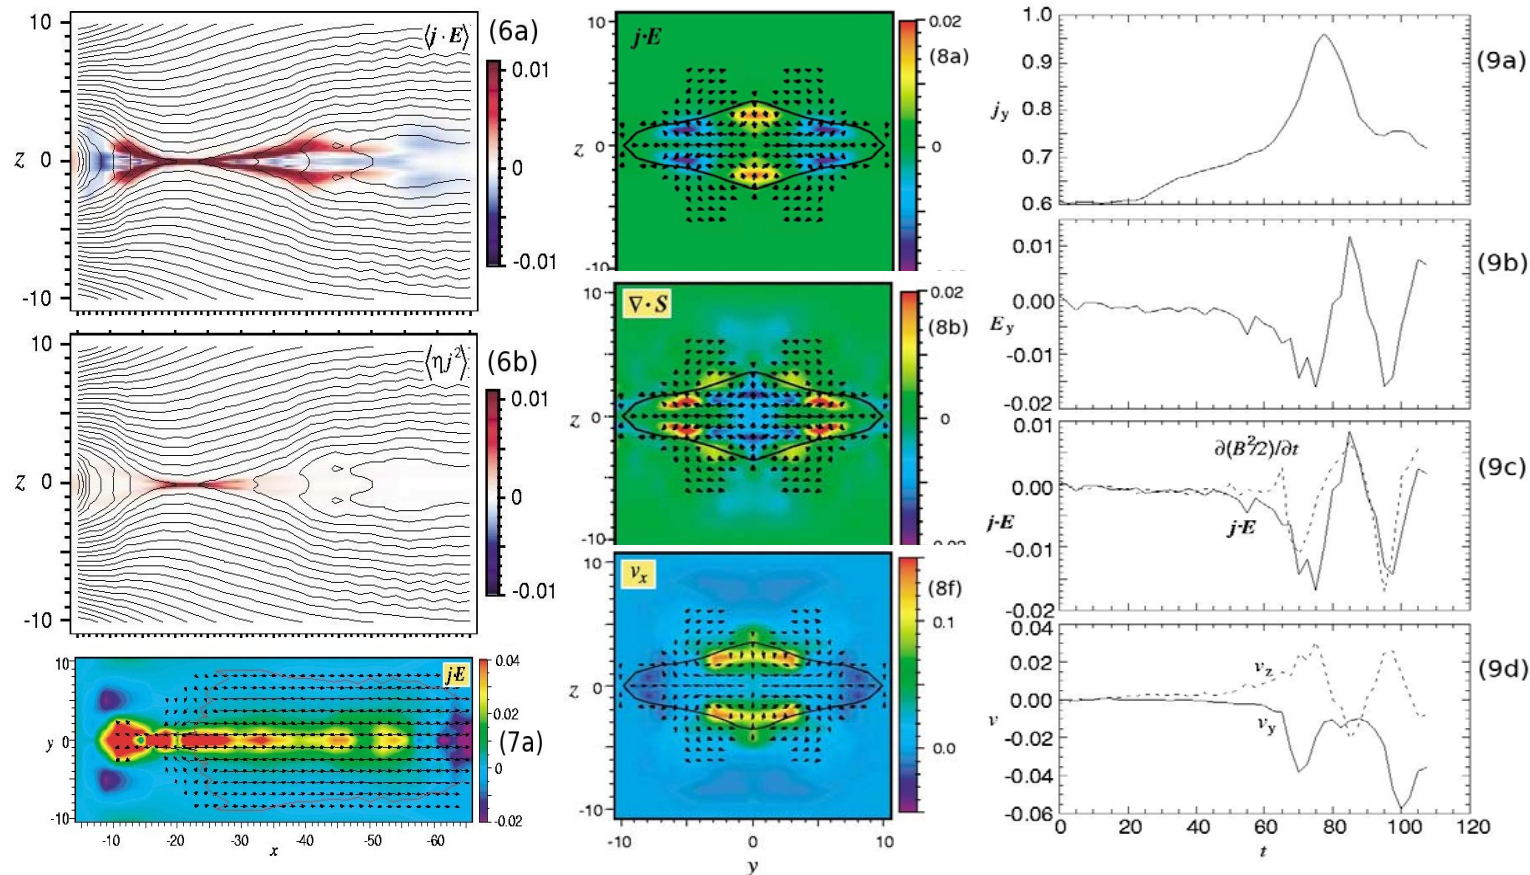 10
⟨j · E⟩
(6a)
0.01
z
0
0
-0.01
-10
10
⟨ηj²⟩
(6b)
0.01
z
0
0
-10
-0.01
10
j·E
0.04
0.02
y
0
(7a)
0
-10
-0.02
-10
-20
-30
-40
-50
-60
x
10
j·E
0.02
(8a)
z
0
0
-10
10
∇·S
0.02
(8b)
z
0
0
-10
10
vx
(8f)
0.1
z
0
0.0
-10
-10
0
10
y
1.0
(9a)
0.9
jy
0.8
0.7
0.6
0.01
(9b)
0.00
Ey
-0.01
-0.02
0.01
∂(B²/2)/∂t
(9c)
0.00
j·E
j·E
-0.01
-0.02
0.04
0.02
vz
(9d)
0.00
v
vy
-0.02
-0.04
-0.06
0
20
40
60
80
100
120
t